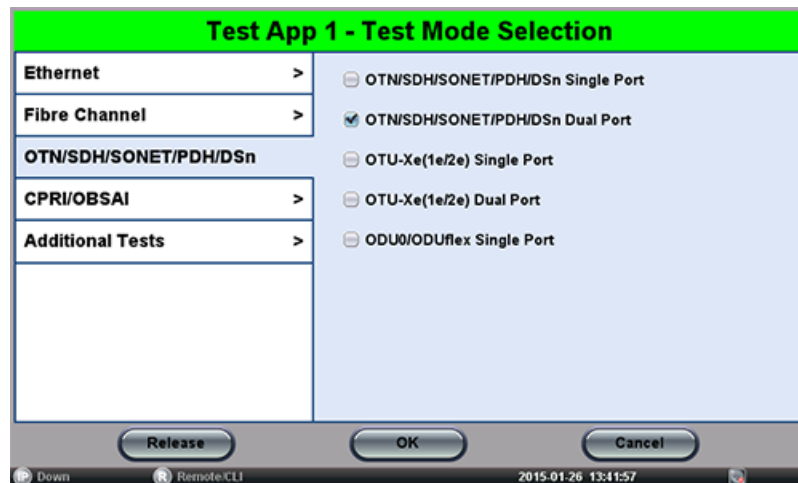 Test App 1 - Test Mode Selection
Ethernet >
Fibre Channel >
OTN/SDH/SONET/PDH/DSn
CPRI/OBSAI >
Additional Tests >
OTN/SDH/SONET/PDH/DSn Single Port
OTN/SDH/SONET/PDH/DSn Dual Port
OTU-Xe(1e/2e) Single Port
OTU-Xe(1e/2e) Dual Port
ODU0/ODUflex Single Port
Release OK Cancel
IP Down R Remote/CLI 2015-01-26 13:41:57